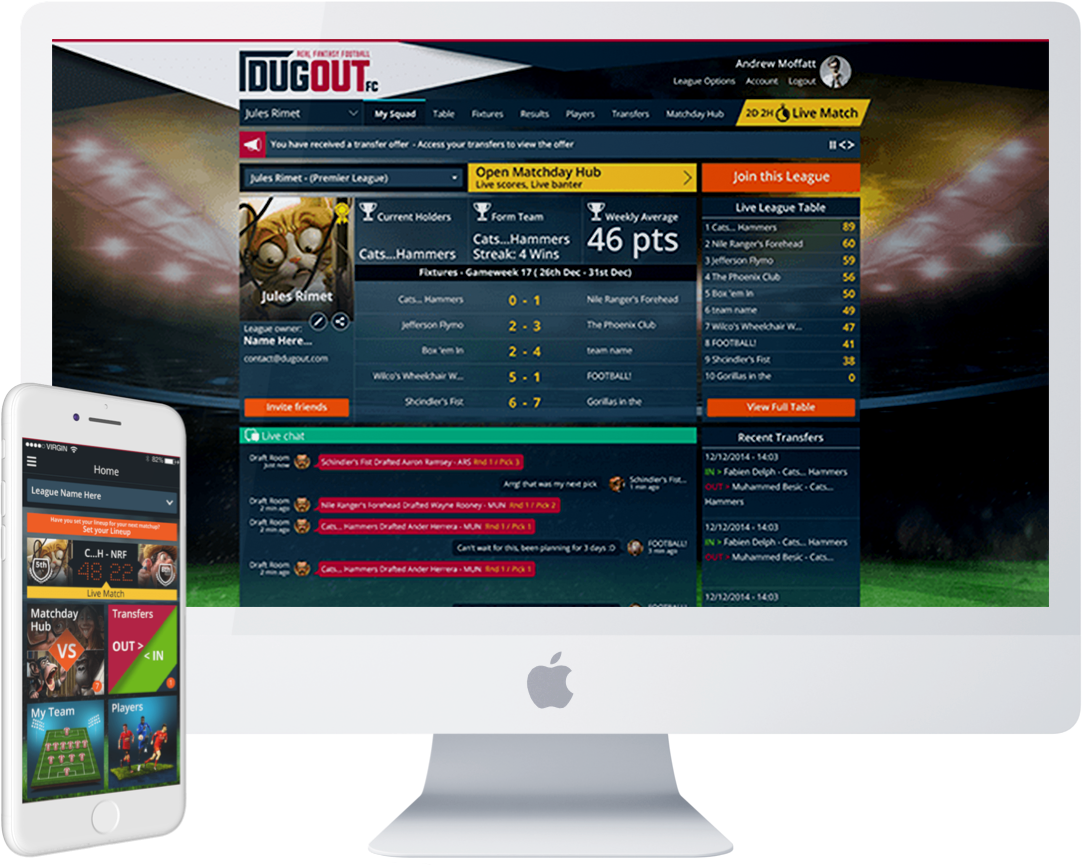 REAL FANTASY FOOTBALL
DUGOUT FC
Andrew Moffatt
League Options Account Logout
Jules Rimet
My Squad Table Fixtures Results Players Transfers Matchday Hub
2D 2H Live Match
You have received a transfer offer - Access your transfers to view the offer
Jules Rimet - (Premier League)
Open Matchday Hub
Live scores, Live banter
Join this League
Jules Rimet
League owner:
Name Here...
contact@dugout.com
Invite friends
Current Holders
Cats...Hammers
Form Team
Cats...Hammers
Streak: 4 Wins
Weekly Average
46 pts
Fixtures - Gameweek 17 ( 26th Dec - 31st Dec)
Cats... Hammers 0 - 1 Nile Ranger's Forehead
Jefferson Flymo 2 - 3 The Phoenix Club
Box 'em In 2 - 4 team name
Wilco's Wheelchair W... 5 - 1 FOOTBALL!
Shcindler's Fist 6 - 7 Gorillas in the
Live League Table
1 Cats... Hammers 89
2 Nile Ranger's Forehead 60
3 Jefferson Flymo 59
4 The Phoenix Club 56
5 Box 'em In 50
6 team name 49
7 Wilco's Wheelchair W... 47
8 FOOTBALL! 41
9 Shcindler's Fist 38
10 Gorillas in the 0
View Full Table
Live chat
Draft Room
Just now
Schindler's Fist Drafted Aaron Ramsey - ARS Rnd 1 / Pick 3
Arrg! that was my next pick
Schindler's Fist...
1 min ago
Draft Room
2 min ago
Nile Ranger's Forehead Drafted Wayne Rooney - MUN Rnd 1 / Pick 2
Draft Room
2 min ago
Cats... Hammers Drafted Ander Herrera - MUN Rnd 1 / Pick 1
Can't wait for this, been planning for 3 days :D
FOOTBALL!
3 min ago
Draft Room
2 min ago
Cats... Hammers Drafted Ander Herrera - MUN Rnd 1 / Pick 1
Recent Transfers
12/12/2014 - 14:03
IN > Fabien Delph - Cats... Hammers
OUT > Muhammed Besic - Cats...
Hammers
12/12/2014 - 14:03
IN > Fabien Delph - Cats... Hammers
OUT > Muhammed Besic - Cats...
12/12/2014 - 14:03
VIRGIN 82%
Home
League Name Here
Have you set your lineup for your next matchup?
Set your Lineup
5th
C...H - NRF
48 22
Live Match
Matchday
Hub
VS
Transfers
OUT >
< IN
My Team
Players